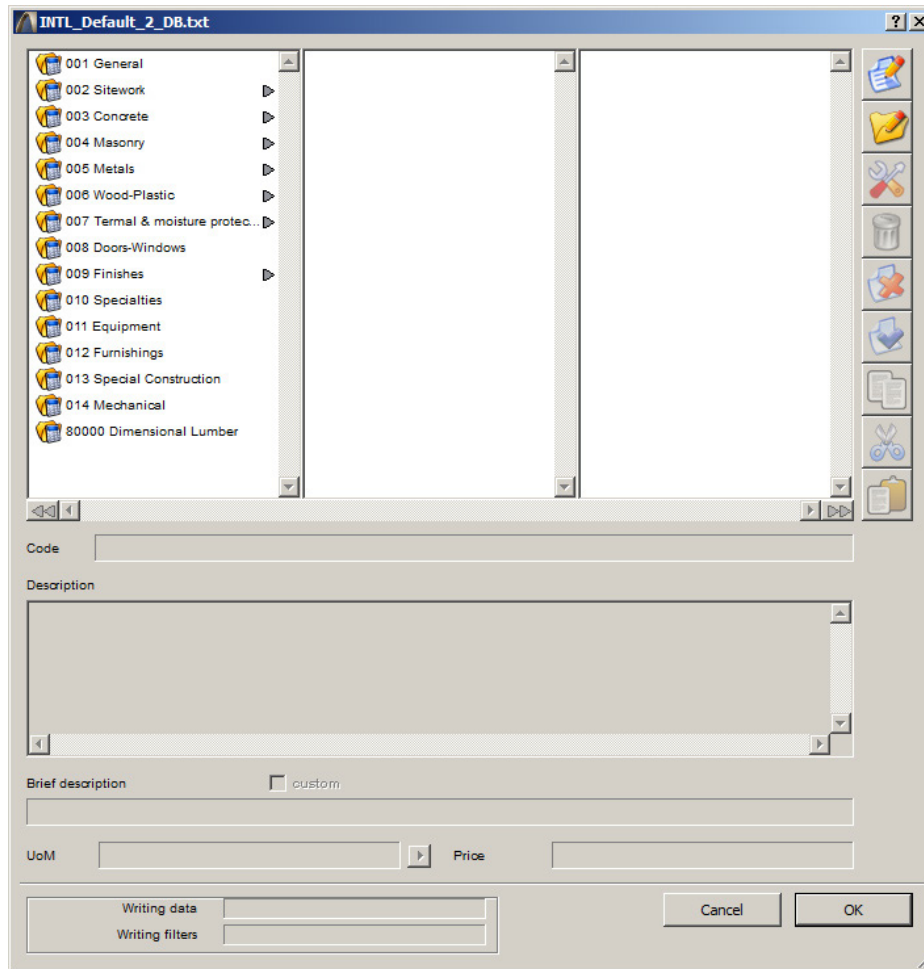 INTL_Default_2_DB.txt
001 General
002 Sitework
003 Concrete
004 Masonry
005 Metals
006 Wood-Plastic
007 Termal & moisture protec...
008 Doors-Windows
009 Finishes
010 Specialties
011 Equipment
012 Furnishings
013 Special Construction
014 Mechanical
80000 Dimensional Lumber
Code
Description
Brief description custom
UoM Price
Writing data
Writing filters
Cancel OK